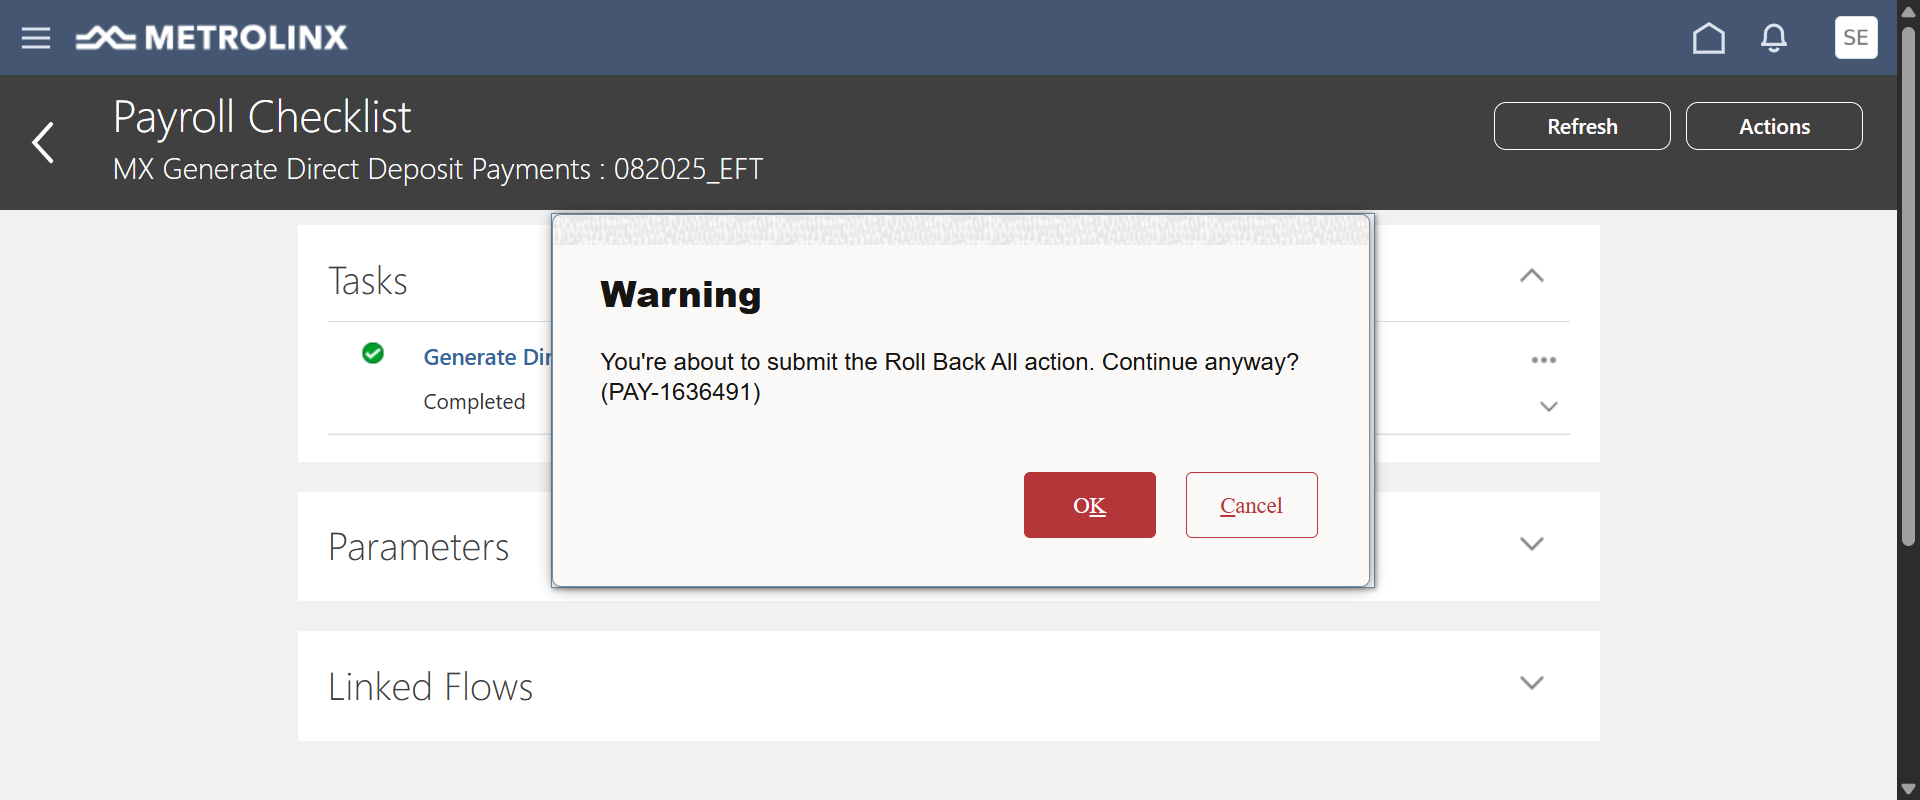 METROLINX
SE
Payroll Checklist
MX Generate Direct Deposit Payments : 082025_EFT
Refresh
Actions
Tasks
Generate Dir
Completed
Warning
You're about to submit the Roll Back All action. Continue anyway?
(PAY-1636491)
OK
Cancel
Parameters
Linked Flows